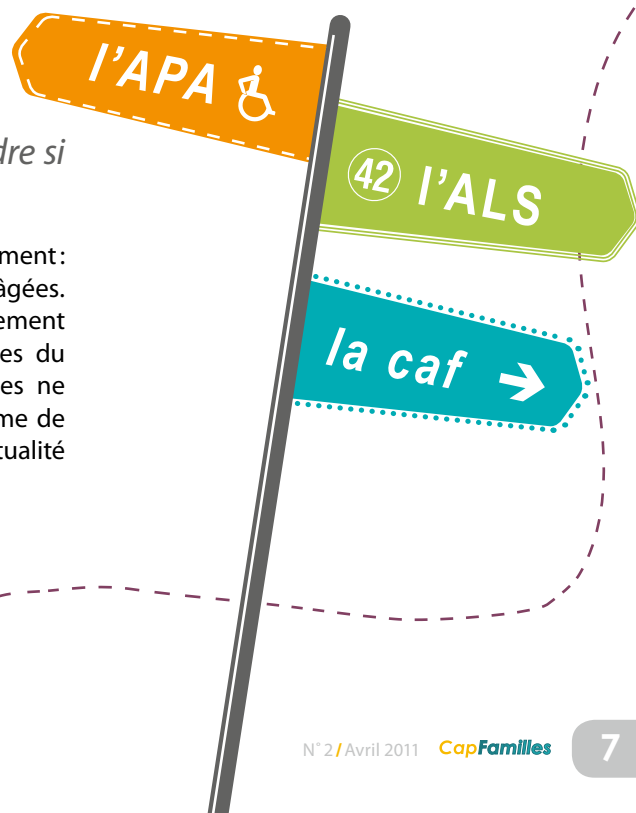 l'APA
dre si
42 l'ALS
ement :
âgées.
ement
es du
es ne
me de
tualité
la caf
N° 2 / Avril 2011 CapFamilles 7